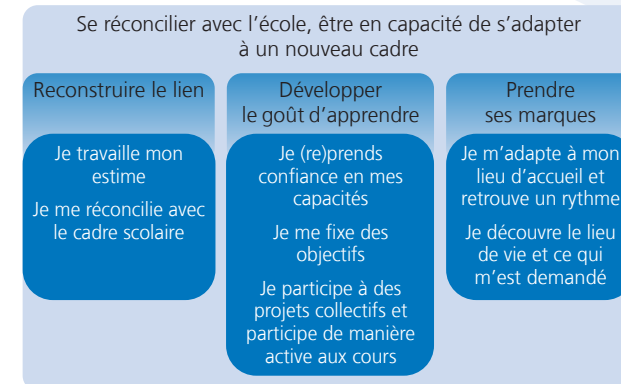 Se réconcilier avec l’école, être en capacité de s’adapter
à un nouveau cadre
Reconstruire le lien
Je travaille mon
estime
Je me réconcilie avec
le cadre scolaire
Développer
le goût d’apprendre
Je (re)prends
confiance en mes
capacités
Je me fixe des
objectifs
Je participe à des
projets collectifs et
participe de manière
active aux cours
Prendre
ses marques
Je m’adapte à mon
lieu d’accueil et
retrouve un rythme
Je découvre le lieu
de vie et ce qui
m’est demandé